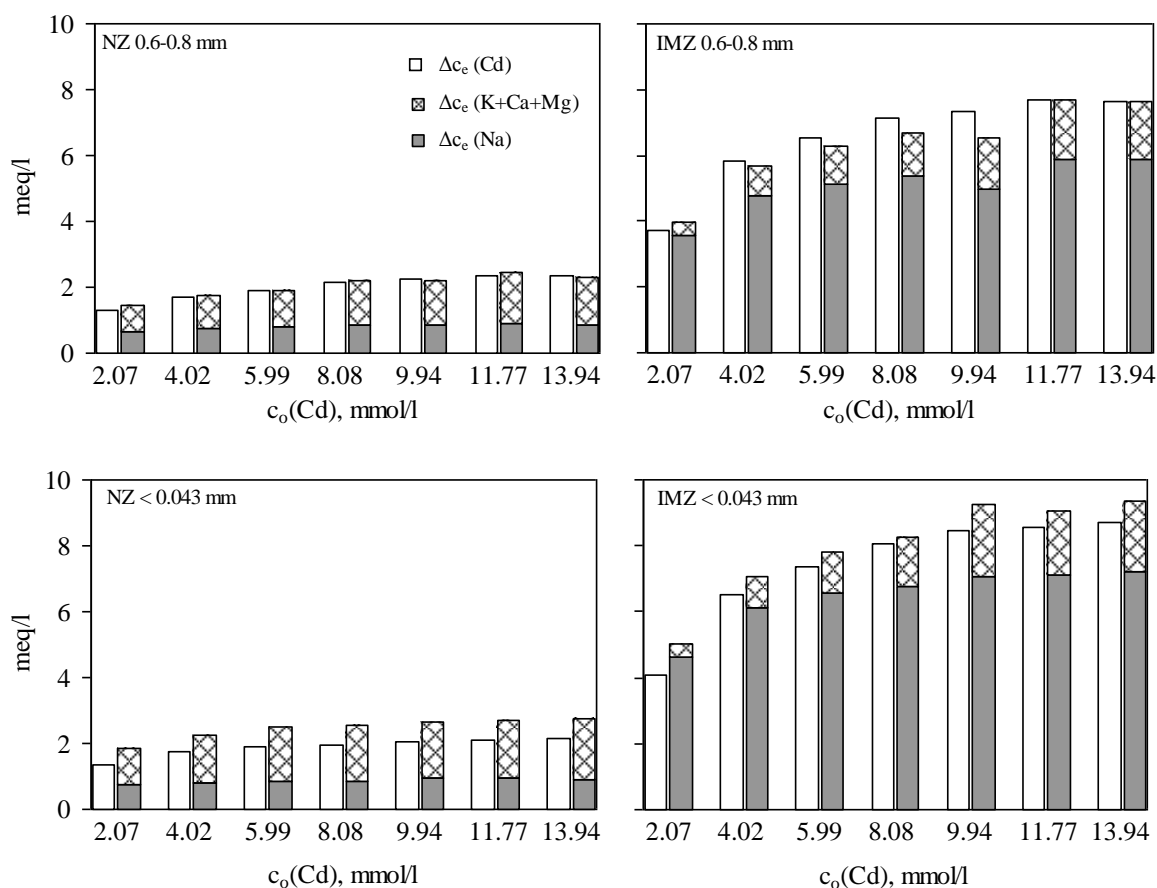 NZ 0.6-0.8 mm
10
8
6
4
2
0
meq/l
Δcₑ (Cd)
Δcₑ (K+Ca+Mg)
Δcₑ (Na)
2.07 4.02 5.99 8.08 9.94 11.77 13.94
cₒ(Cd), mmol/l
IMZ 0.6-0.8 mm
2.07 4.02 5.99 8.08 9.94 11.77 13.94
cₒ(Cd), mmol/l
NZ < 0.043 mm
10
8
6
4
2
0
meq/l
2.07 4.02 5.99 8.08 9.94 11.77 13.94
cₒ(Cd), mmol/l
IMZ < 0.043 mm
2.07 4.02 5.99 8.08 9.94 11.77 13.94
cₒ(Cd), mmol/l